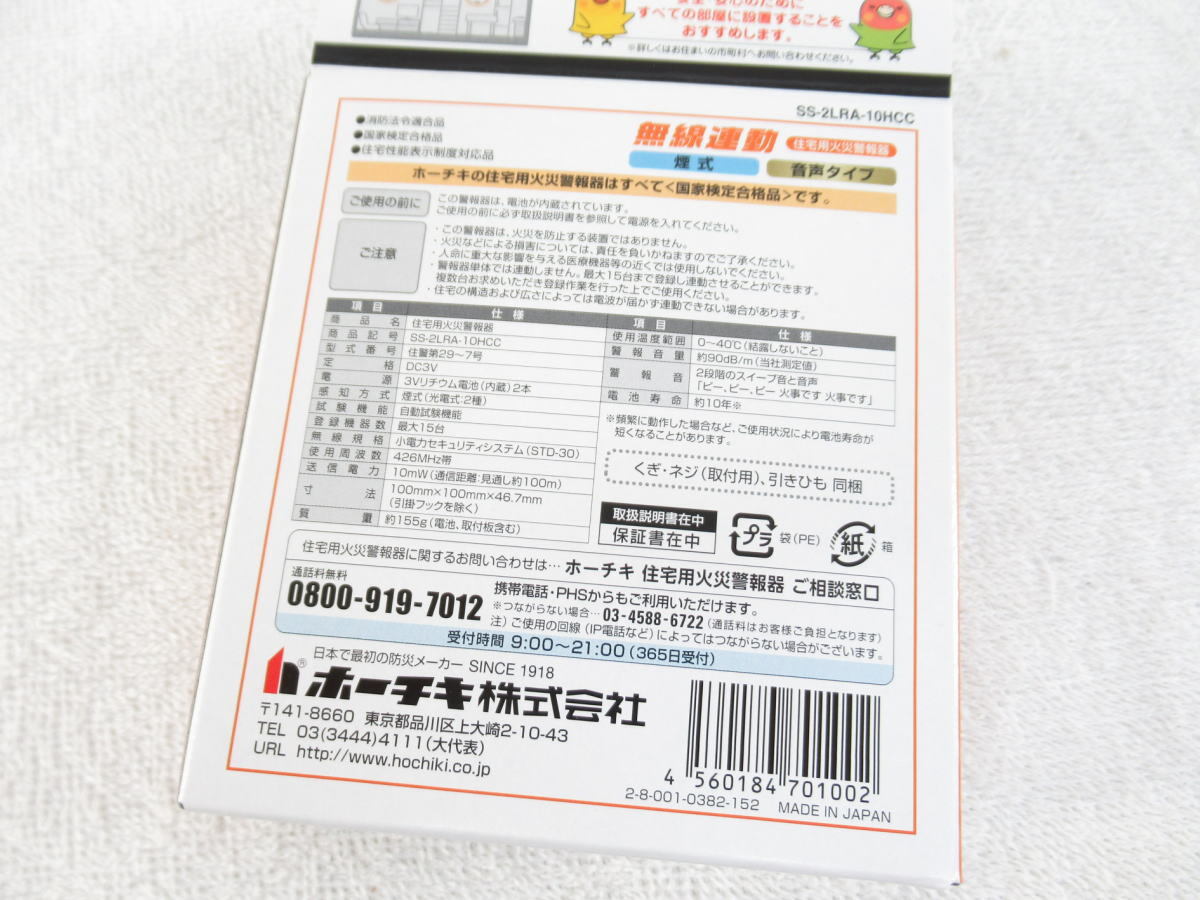 すべての部屋に設置することを
おすすめします。
※詳しくはお住まいの市町村へお問い合わせください。
SS-2LRA-10HCC
●消防法令適合品
●国家検定合格品
●住宅性能表示制度対応品
無線連動 住宅用火災警報器
煙式 音声タイプ
ホーチキの住宅用火災警報器はすべて<国家検定合格品>です。
ご使用の前に
この警報器は、電池が内蔵されています。
ご使用の前に必ず取扱説明書を参照して電源を入れてください。
ご注意
・この警報器は、火災を防止する装置ではありません。
・火災などによる損害については、責任を負いかねますのでご了承ください。
・人命に重大な影響を与える医療機器等の近くでは使用しないでください。
・警報器単体では連動しません。最大15台まで登録し連動させることができます。
複数台お求めいただき登録作業を行った上でご使用ください。
・住宅の構造および広さによっては電波が届かず連動できない場合があります。
項目 仕様
商品名 住宅用火災警報器
商品記号 SS-2LRA-10HCC
型式番号 住警第29〜7号
定格 DC3V
電源 3Vリチウム電池(内蔵)2本
感知方式 煙式(光電式:2種)
試験機能 自動試験機能
登録機器数 最大15台
無線規格 小電力セキュリティシステム(STD-30)
使用周波数 426MHz帯
送信電力 10mW(通信距離:見通し約100m)
寸法 100mm×100mm×46.7mm
(引掛フックを除く)
質量 約155g(電池、取付板含む)
項目 仕様
使用温度範囲 0〜40℃(結露しないこと)
警報音量 約90dB/m(当社測定値)
警報音 2段階のスイープ音と音声
「ピー、ピー、ピー 火事です 火事です」
電池寿命 約10年※
※頻繁に動作した場合など、ご使用状況により電池寿命が
短くなることがあります。
くぎ・ネジ(取付用)、引きひも 同梱
取扱説明書在中
保証書在中
プラ 袋(PE)
紙 箱
住宅用火災警報器に関するお問い合わせは… ホーチキ 住宅用火災警報器 ご相談窓口
通話料無料
0800-919-7012
携帯電話・PHSからもご利用いただけます。
※つながらない場合…03-4588-6722(通話料はお客様ご負担となります)
注)ご使用の回線(IP電話など)によってはつながらない場合がございます。
受付時間 9:00〜21:00(365日受付)
日本で最初の防災メーカー SINCE 1918
® ホーチキ株式会社
〒141-8660 東京都品川区上大崎2-10-43
TEL 03(3444)4111(大代表)
URL http://www.hochiki.co.jp
4 560184 701002
2-8-001-0382-152 MADE IN JAPAN